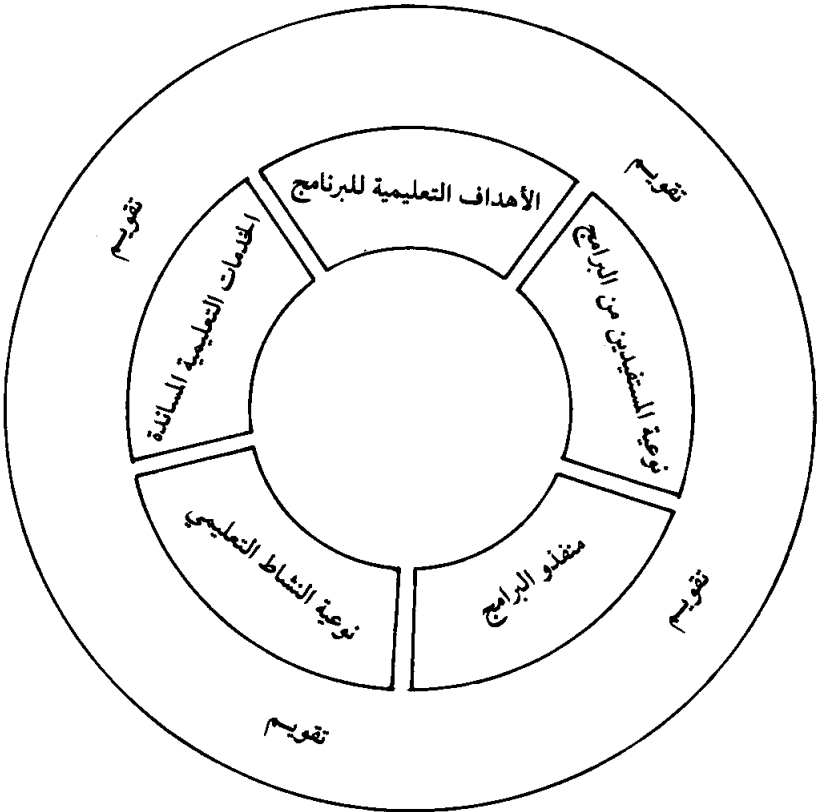 الأهداف التعليمية للبرنامج
نوعية المستفيدين من البرامج
منفذو البرامج
نوعية النشاط التعليمي
الخدمات التعليمية المساندة
تقويم
تقويم
تقويم
تقويم